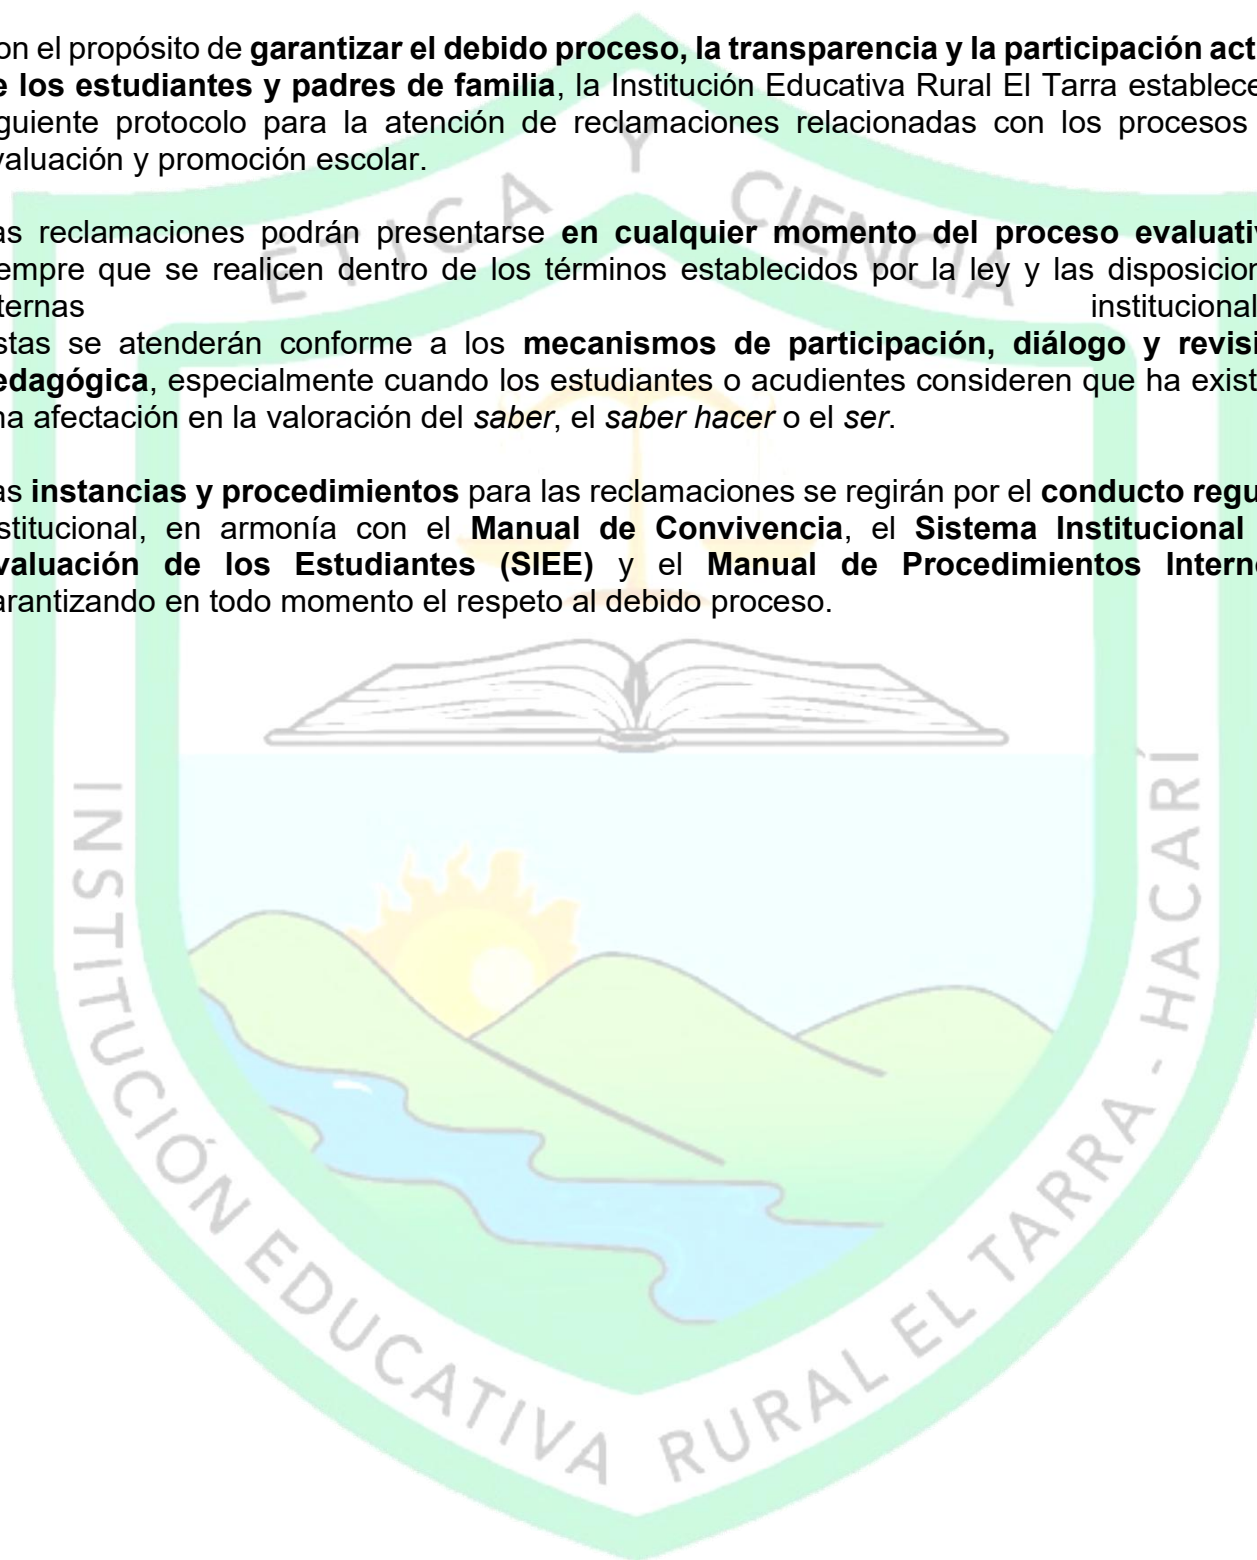 on el propósito de garantizar el debido proceso, la transparencia y la participación act
e los estudiantes y padres de familia, la Institución Educativa Rural El Tarra establece
guiente protocolo para la atención de reclamaciones relacionadas con los procesos
valuación y promoción escolar.
as reclamaciones podrán presentarse en cualquier momento del proceso evaluativ
empre que se realicen dentro de los términos establecidos por la ley y las disposicion
ternas institucional
stas se atenderán conforme a los mecanismos de participación, diálogo y revisi
edagógica, especialmente cuando los estudiantes o acudientes consideren que ha exist
na afectación en la valoración del saber, el saber hacer o el ser.
as instancias y procedimientos para las reclamaciones se regirán por el conducto regu
stitucional, en armonía con el Manual de Convivencia, el Sistema Institucional
valuación de los Estudiantes (SIEE) y el Manual de Procedimientos Intern
arantizando en todo momento el respeto al debido proceso.
ETICA Y CIENCIA
INSTITUCIÓN EDUCATIVA RURAL EL TARRA - HACARÍ